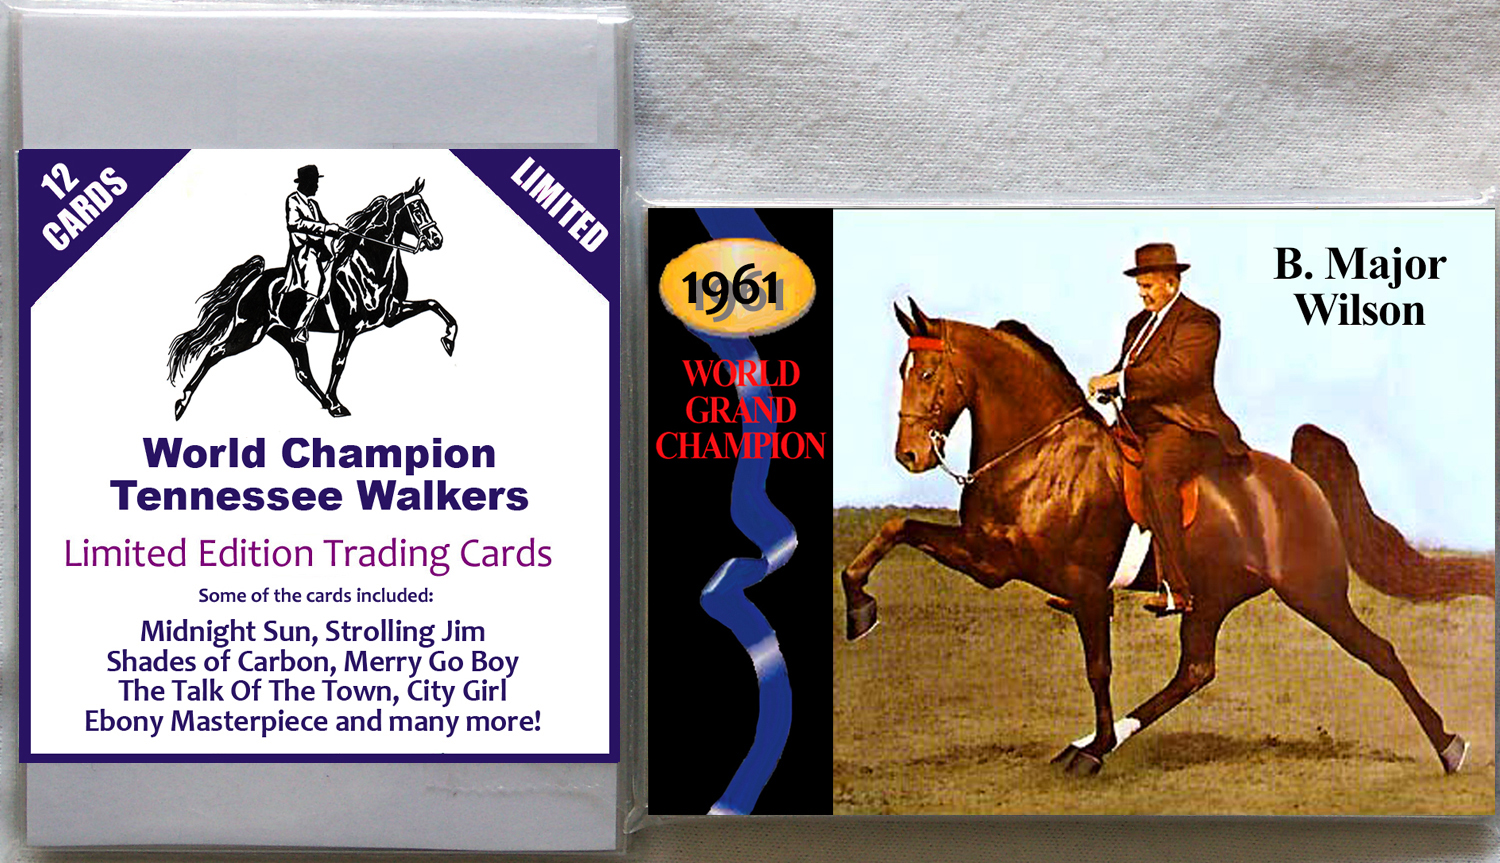 12
CARDS
LIMITED
World Champion
Tennessee Walkers
Limited Edition Trading Cards
Some of the cards included:
Midnight Sun, Strolling Jim
Shades of Carbon, Merry Go Boy
The Talk Of The Town, City Girl
Ebony Masterpiece and many more!
1961
WORLD
GRAND
CHAMPION
B. Major
Wilson